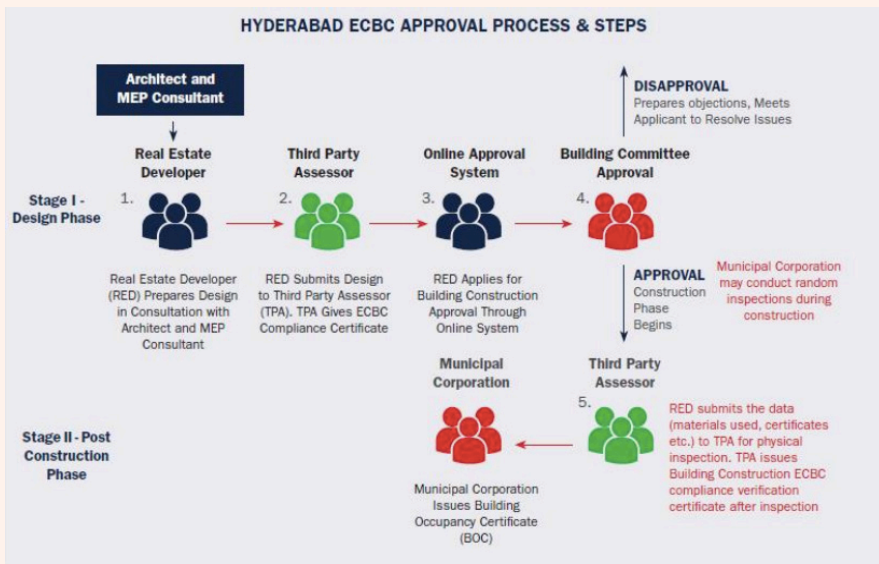 HYDERABAD ECBC APPROVAL PROCESS & STEPS
Architect and
MEP Consultant
DISAPPROVAL
Prepares objections, Meets
Applicant to Resolve Issues
Stage I -
Design Phase
Real Estate
Developer
1.
Real Estate Developer
(RED) Prepares Design
in Consultation with
Architect and MEP
Consultant
Third Party
Assessor
2.
RED Submits Design
to Third Party Assessor
(TPA). TPA Gives ECBC
Compliance Certificate
Online Approval
System
3.
RED Applies for
Building Construction
Approval Through
Online System
Building Committee
Approval
4.
APPROVAL
Construction
Phase
Begins
Municipal Corporation
may conduct random
inspections during
construction
Stage II - Post
Construction
Phase
Third Party
Assessor
5.
RED submits the data
(materials used, certificates
etc.) to TPA for physical
inspection. TPA issues
Building Construction ECBC
compliance verification
certificate after inspection
Municipal
Corporation
Municipal Corporation
Issues Building
Occupancy Certificate
(BOC)